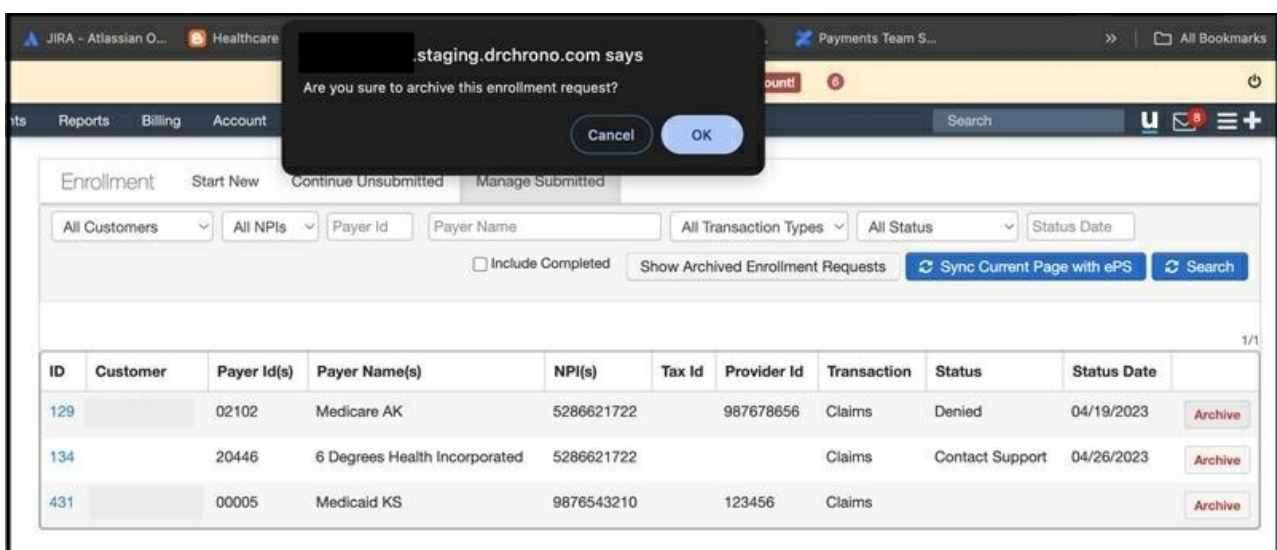 JIRA - Atlassian O...
Healthcare
Payments Team S...
»
All Bookmarks
.staging.drchrono.com says
Are you sure to archive this enrollment request?
Cancel
OK
ount!
6
nts
Reports
Billing
Account
Search
u
8
Enrollment
Start New
Continue Unsubmitted
Manage Submitted
All Customers
All NPIs
Payer Id
Payer Name
All Transaction Types
All Status
Status Date
Include Completed
Show Archived Enrollment Requests
Sync Current Page with ePS
Search
1/1
ID Customer Payer Id(s) Payer Name(s) NPI(s) Tax Id Provider Id Transaction Status Status Date
129 02102 Medicare AK 5286621722 987678656 Claims Denied 04/19/2023 Archive
134 20446 6 Degrees Health Incorporated 5286621722 Claims Contact Support 04/26/2023 Archive
431 00005 Medicaid KS 9876543210 123456 Claims Archive